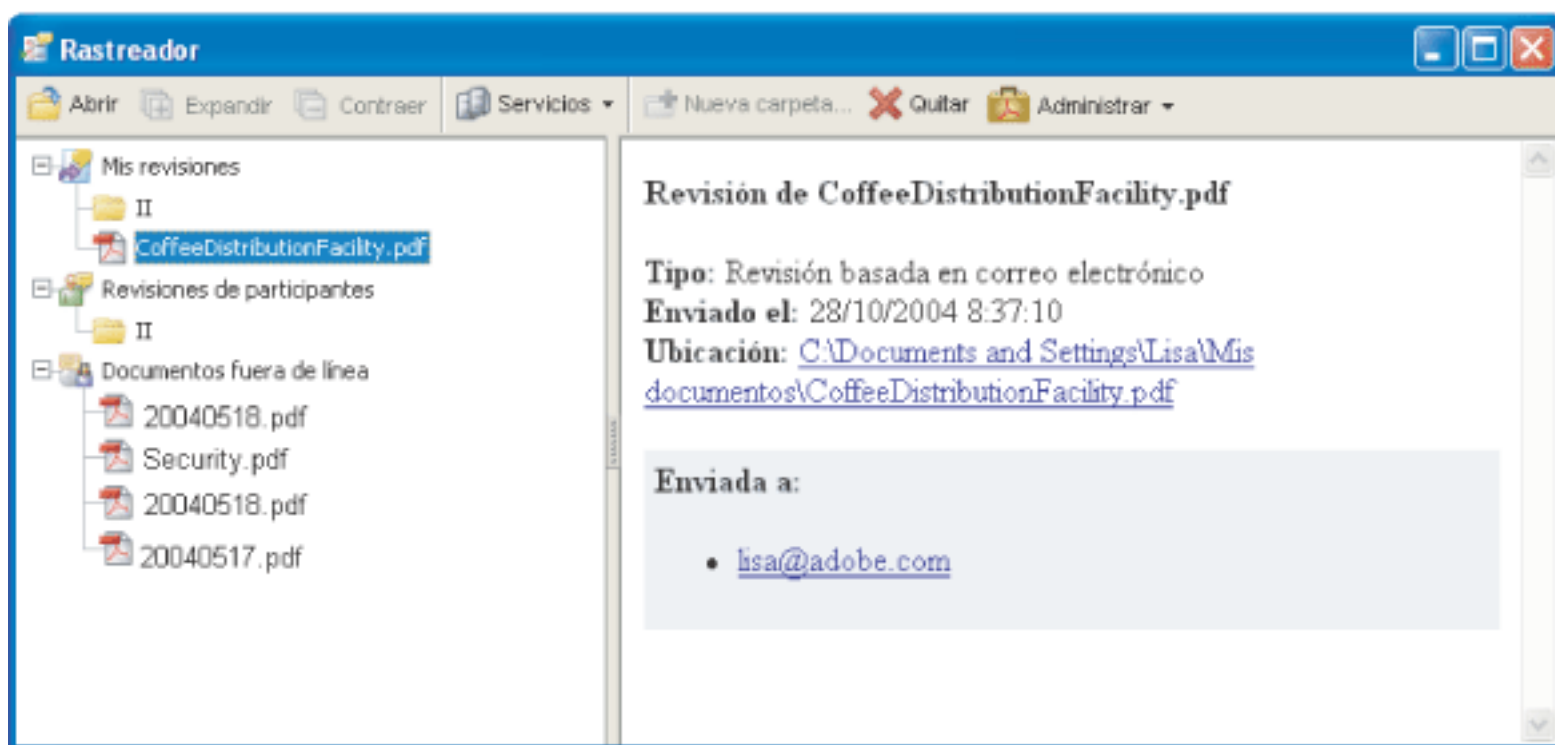 Rastreador
Abrir Expandir Contraer Servicios Nueva carpeta... Quitar Administrar
Mis revisiones
II
CoffeeDistributionFacility.pdf
Revisiones de participantes
II
Documentos fuera de línea
20040518.pdf
Security.pdf
20040518.pdf
20040517.pdf
Revisión de CoffeeDistributionFacility.pdf
Tipo: Revisión basada en correo electrónico
Enviado el: 28/10/2004 8:37:10
Ubicación: C:\Documents and Settings\Lisa\Mis
documentos\CoffeeDistributionFacility.pdf
Enviada a:
• lisa@adobe.com